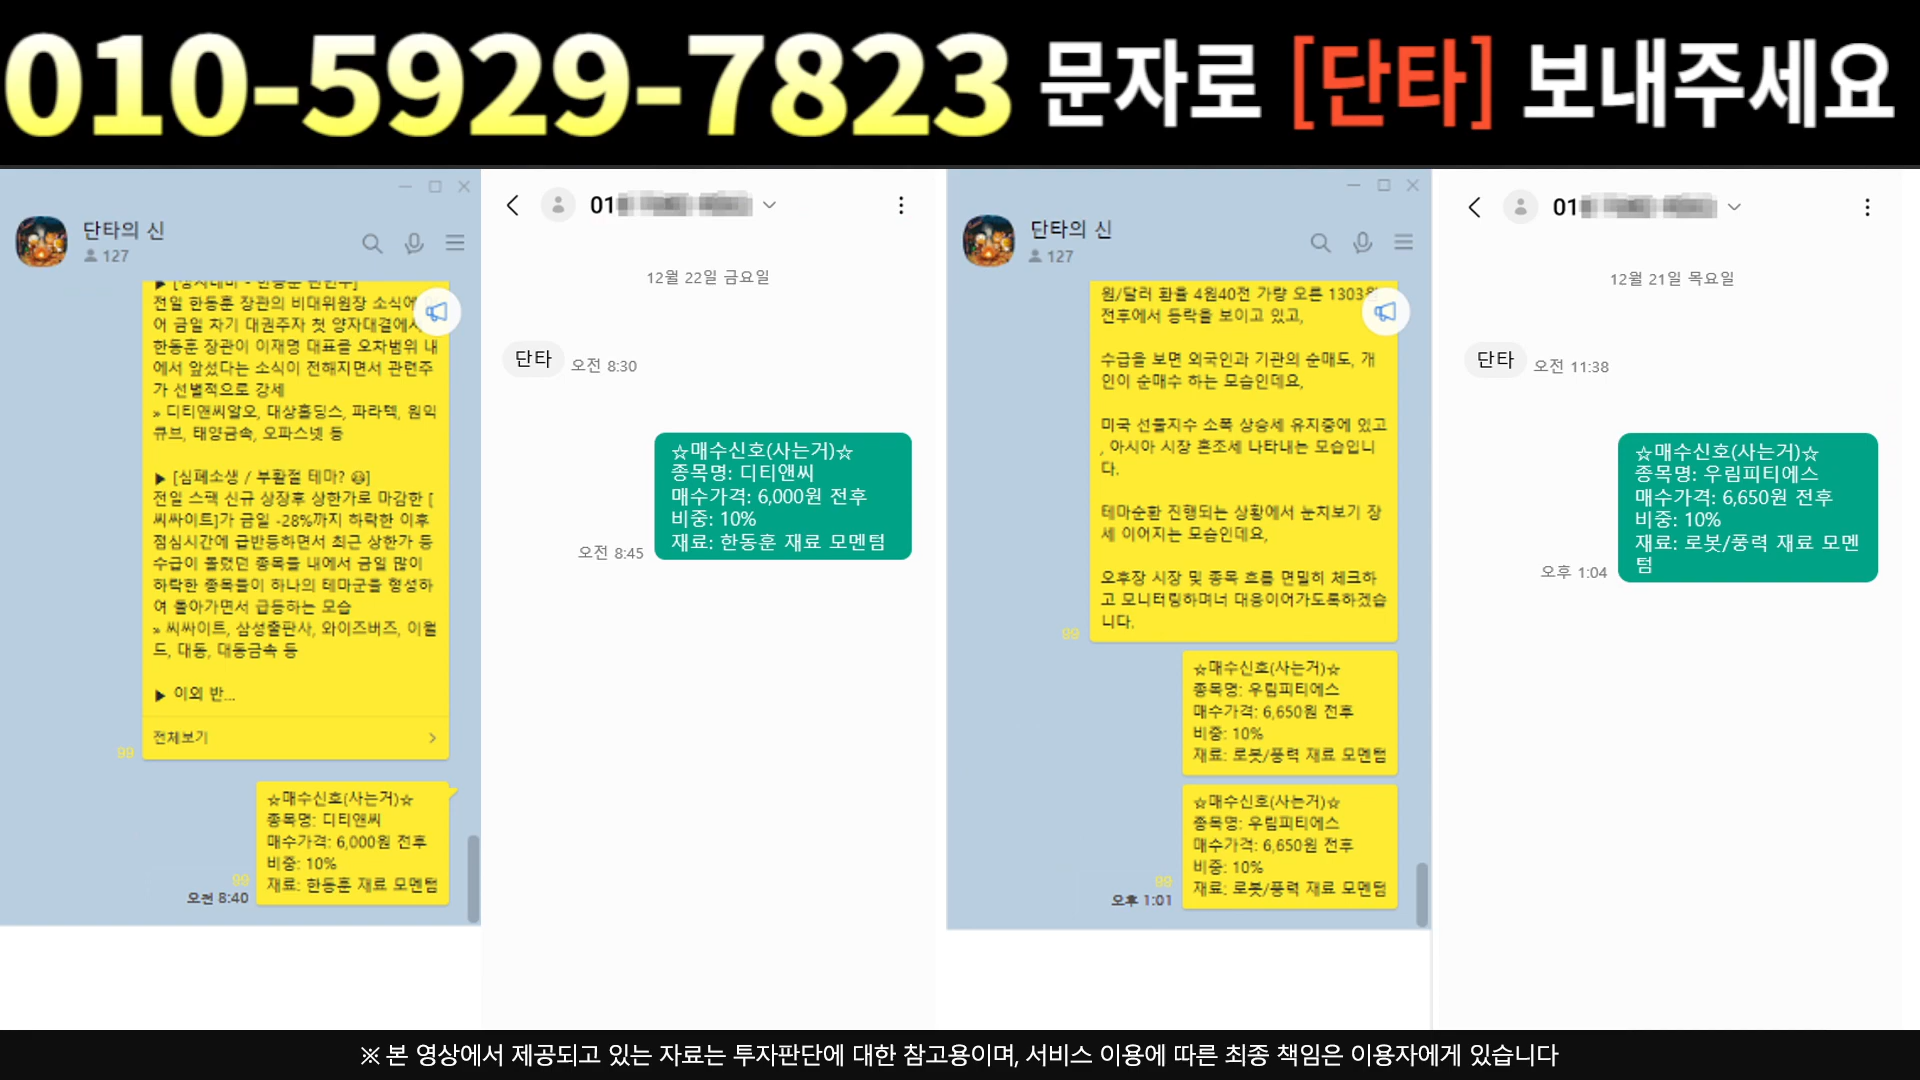 010-5929-7823 문자로 [단타] 보내주세요
단타의 신
127
전일 한동훈 장관의 비대위원장 소식에
어 금일 차기 대권주자 첫 양자대결에서
한동훈 장관이 이재명 대표를 오차범위 내
에서 앞섰다는 소식이 전해지면서 관련주
가 선별적으로 강세
» 디티앤씨알오, 대상홀딩스, 파라텍, 원익
큐브, 태양금속, 오파스넷 등
▶ [심폐소생 / 부활절 테마? 😆]
전일 스팩 신규 상장후 상한가로 마감한 [
씨싸이트]가 금일 -28%까지 하락한 이후
점심시간에 급반등하면서 최근 상한가 등
수급이 몰렸던 종목들 내에서 금일 많이
하락한 종목들이 하나의 테마군을 형성하
여 돌아가면서 급등하는 모습
» 씨싸이트, 삼성출판사, 와이즈버즈, 이월
드, 대동, 대동금속 등
▶ 이외 반...
전체보기
99
☆매수신호(사는거)☆
종목명: 디티앤씨
매수가격: 6,000원 전후
비중: 10%
재료: 한동훈 재료 모멘텀
99
오전 8:40
01
12월 22일 금요일
단타
오전 8:30
☆매수신호(사는거)☆
종목명: 디티앤씨
매수가격: 6,000원 전후
비중: 10%
재료: 한동훈 재료 모멘텀
오전 8:45
단타의 신
127
원/달러 환율 4원40전 가량 오른 1303원
전후에서 등락을 보이고 있고,
수급을 보면 외국인과 기관의 순매도, 개
인이 순매수 하는 모습인데요,
미국 선물지수 소폭 상승세 유지중에 있고
, 아시아 시장 혼조세 나타내는 모습입니
다.
테마순환 진행되는 상황에서 눈치보기 장
세 이어지는 모습인데요,
오후장 시장 및 종목 흐름 면밀히 체크하
고 모니터링하며너 대응이어가도록하겠습
니다.
99
☆매수신호(사는거)☆
종목명: 우림피티에스
매수가격: 6,650원 전후
비중: 10%
재료: 로봇/풍력 재료 모멘텀
☆매수신호(사는거)☆
종목명: 우림피티에스
매수가격: 6,650원 전후
비중: 10%
재료: 로봇/풍력 재료 모멘텀
99
오후 1:01
01
12월 21일 목요일
단타
오전 11:38
☆매수신호(사는거)☆
종목명: 우림피티에스
매수가격: 6,650원 전후
비중: 10%
재료: 로봇/풍력 재료 모멘
텀
오후 1:04
※ 본 영상에서 제공되고 있는 자료는 투자판단에 대한 참고용이며, 서비스 이용에 따른 최종 책임은 이용자에게 있습니다